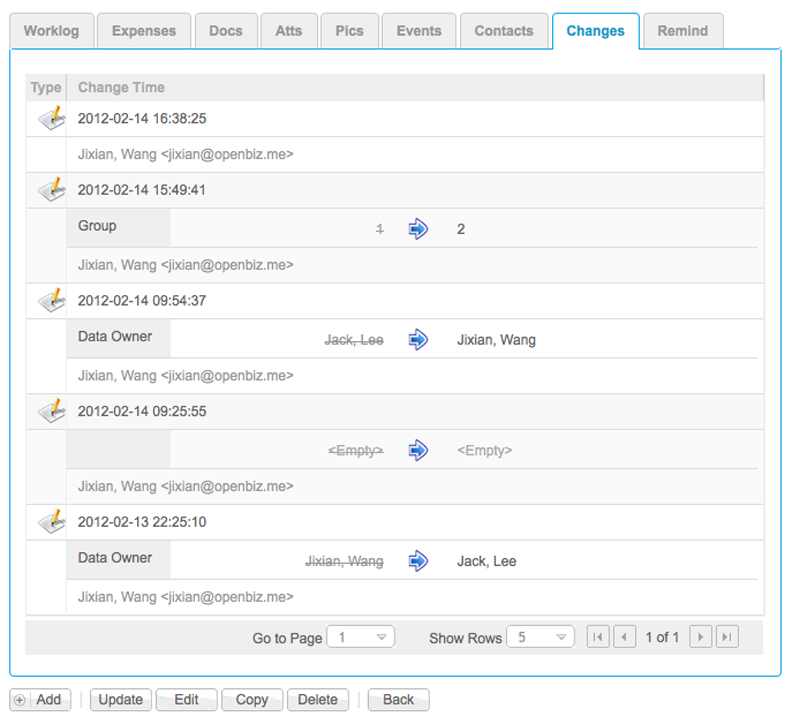 Worklog Expenses Docs Atts Pics Events Contacts Changes Remind
Type Change Time
2012-02-14 16:38:25
Jixian, Wang <jixian@openbiz.me>
2012-02-14 15:49:41
Group 1 2
Jixian, Wang <jixian@openbiz.me>
2012-02-14 09:54:37
Data Owner Jack, Lee Jixian, Wang
Jixian, Wang <jixian@openbiz.me>
2012-02-14 09:25:55
<Empty> <Empty>
Jixian, Wang <jixian@openbiz.me>
2012-02-13 22:25:10
Data Owner Jixian, Wang Jack, Lee
Jixian, Wang <jixian@openbiz.me>
Go to Page 1 Show Rows 5 1 of 1
Add Update Edit Copy Delete Back